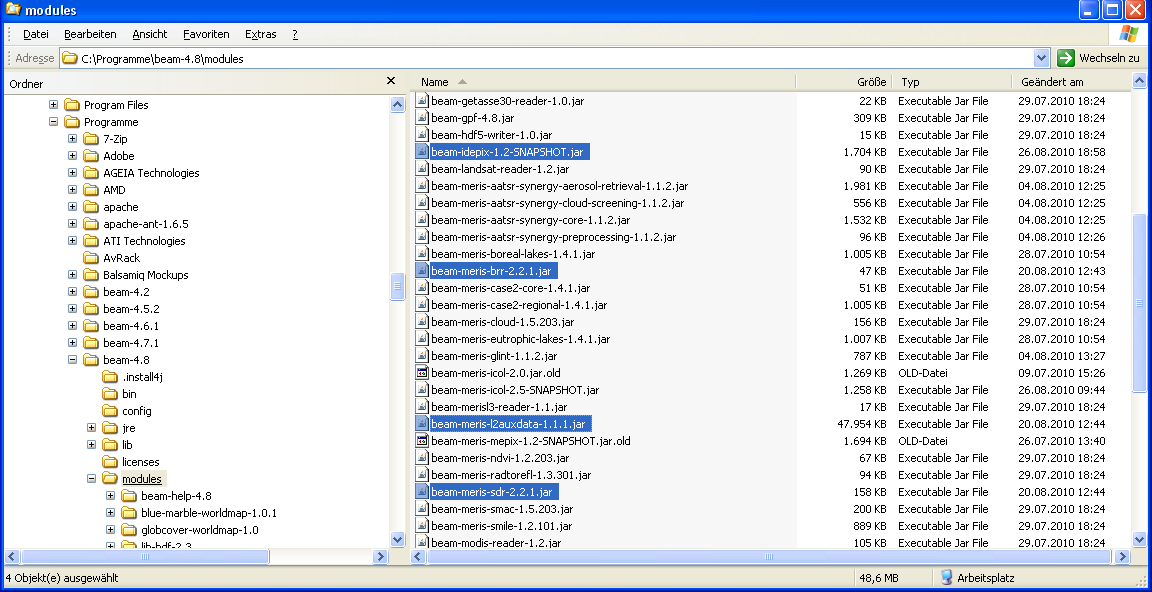 modules
Datei Bearbeiten Ansicht Favoriten Extras ?
Adresse C:\Programme\beam-4.8\modules Wechseln zu
Ordner
Program Files
Programme
7-Zip
Adobe
AGEIA Technologies
AMD
apache
apache-ant-1.6.5
ATI Technologies
AvRack
Balsamiq Mockups
beam-4.2
beam-4.5.2
beam-4.6.1
beam-4.7.1
beam-4.8
.install4j
bin
config
jre
lib
licenses
modules
beam-help-4.8
blue-marble-worldmap-1.0.1
globcover-worldmap-1.0
lib-hdf-2.3
Name Größe Typ Geändert am
beam-getasse30-reader-1.0.jar 22 KB Executable Jar File 29.07.2010 18:24
beam-gpf-4.8.jar 309 KB Executable Jar File 29.07.2010 18:24
beam-hdf5-writer-1.0.jar 15 KB Executable Jar File 29.07.2010 18:24
beam-idepix-1.2-SNAPSHOT.jar 1.704 KB Executable Jar File 26.08.2010 18:58
beam-landsat-reader-1.2.jar 90 KB Executable Jar File 29.07.2010 18:24
beam-meris-aatsr-synergy-aerosol-retrieval-1.1.2.jar 1.981 KB Executable Jar File 04.08.2010 12:25
beam-meris-aatsr-synergy-cloud-screening-1.1.2.jar 556 KB Executable Jar File 04.08.2010 12:25
beam-meris-aatsr-synergy-core-1.1.2.jar 1.532 KB Executable Jar File 04.08.2010 12:25
beam-meris-aatsr-synergy-preprocessing-1.1.2.jar 96 KB Executable Jar File 04.08.2010 12:26
beam-meris-boreal-lakes-1.4.1.jar 1.005 KB Executable Jar File 28.07.2010 10:54
beam-meris-brr-2.2.1.jar 47 KB Executable Jar File 20.08.2010 12:43
beam-meris-case2-core-1.4.1.jar 51 KB Executable Jar File 28.07.2010 10:54
beam-meris-case2-regional-1.4.1.jar 1.005 KB Executable Jar File 28.07.2010 10:54
beam-meris-cloud-1.5.203.jar 156 KB Executable Jar File 29.07.2010 18:24
beam-meris-eutrophic-lakes-1.4.1.jar 1.007 KB Executable Jar File 28.07.2010 10:54
beam-meris-glint-1.1.2.jar 787 KB Executable Jar File 04.08.2010 13:27
beam-meris-icol-2.0.jar.old 1.269 KB OLD-Datei 09.07.2010 15:26
beam-meris-icol-2.5-SNAPSHOT.jar 1.258 KB Executable Jar File 26.08.2010 09:44
beam-merisl3-reader-1.1.jar 17 KB Executable Jar File 29.07.2010 18:24
beam-meris-l2auxdata-1.1.1.jar 47.954 KB Executable Jar File 20.08.2010 12:44
beam-meris-mepix-1.2-SNAPSHOT.jar.old 1.694 KB OLD-Datei 26.07.2010 13:40
beam-meris-ndvi-1.2.203.jar 67 KB Executable Jar File 29.07.2010 18:24
beam-meris-radtorefl-1.3.301.jar 94 KB Executable Jar File 29.07.2010 18:24
beam-meris-sdr-2.2.1.jar 158 KB Executable Jar File 20.08.2010 12:44
beam-meris-smac-1.5.203.jar 200 KB Executable Jar File 29.07.2010 18:24
beam-meris-smile-1.2.101.jar 889 KB Executable Jar File 29.07.2010 18:24
beam-modis-reader-1.2.jar 105 KB Executable Jar File 29.07.2010 18:24
4 Objekt(e) ausgewählt 48,6 MB Arbeitsplatz